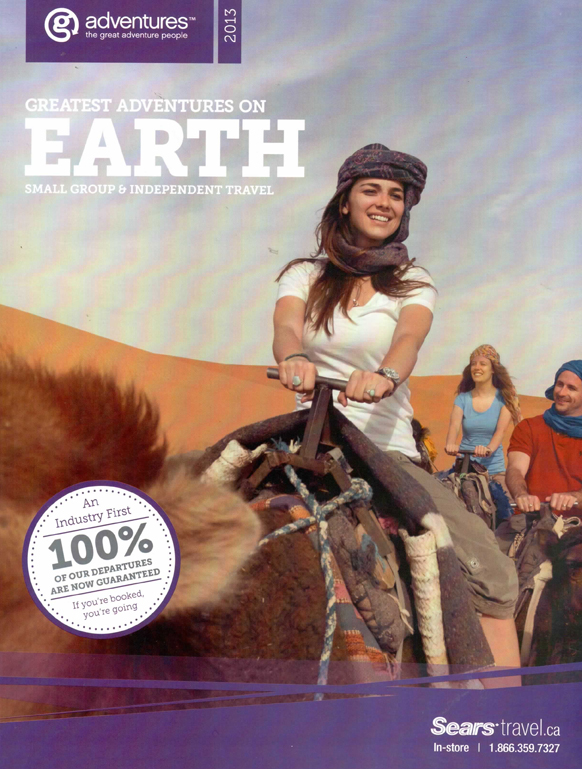 g adventures™
the great adventure people
2013
GREATEST ADVENTURES ON
EARTH
SMALL GROUP & INDEPENDENT TRAVEL
An
Industry First
100%
OF OUR DEPARTURES
ARE NOW GUARANTEED
If you're booked,
you're going
Sears travel.ca
In-store | 1.866.359.7327